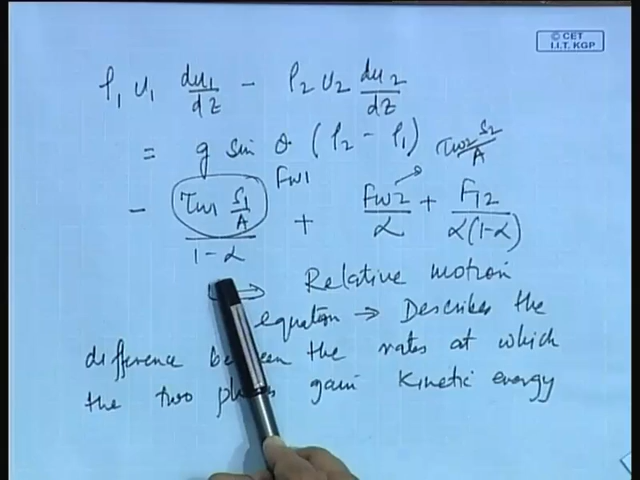 © CET
I.I.T. KGP
ρ₁ u₁ du₁/dz − ρ₂ u₂ du₂/dz
= g sin θ (ρ₂ − ρ₁) τw₂ S₂/A
− (τw₁ S₁/A)/(1−α) Fw1 + Fw2/α + F12/α(1−α)
→ Relative motion
equation → Describes the
difference between the rates at which
the two phases gain kinetic energy